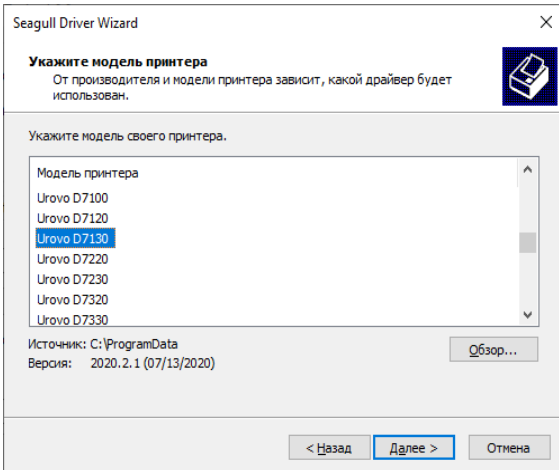 Seagull Driver Wizard
Укажите модель принтера
От производителя и модели принтера зависит, какой драйвер будет
использован.
Укажите модель своего принтера.
Модель принтера
Urovo D7100
Urovo D7120
Urovo D7130
Urovo D7220
Urovo D7230
Urovo D7320
Urovo D7330
Источник: C:\ProgramData
Версия: 2020.2.1 (07/13/2020)
Обзор...
< Назад
Далее >
Отмена